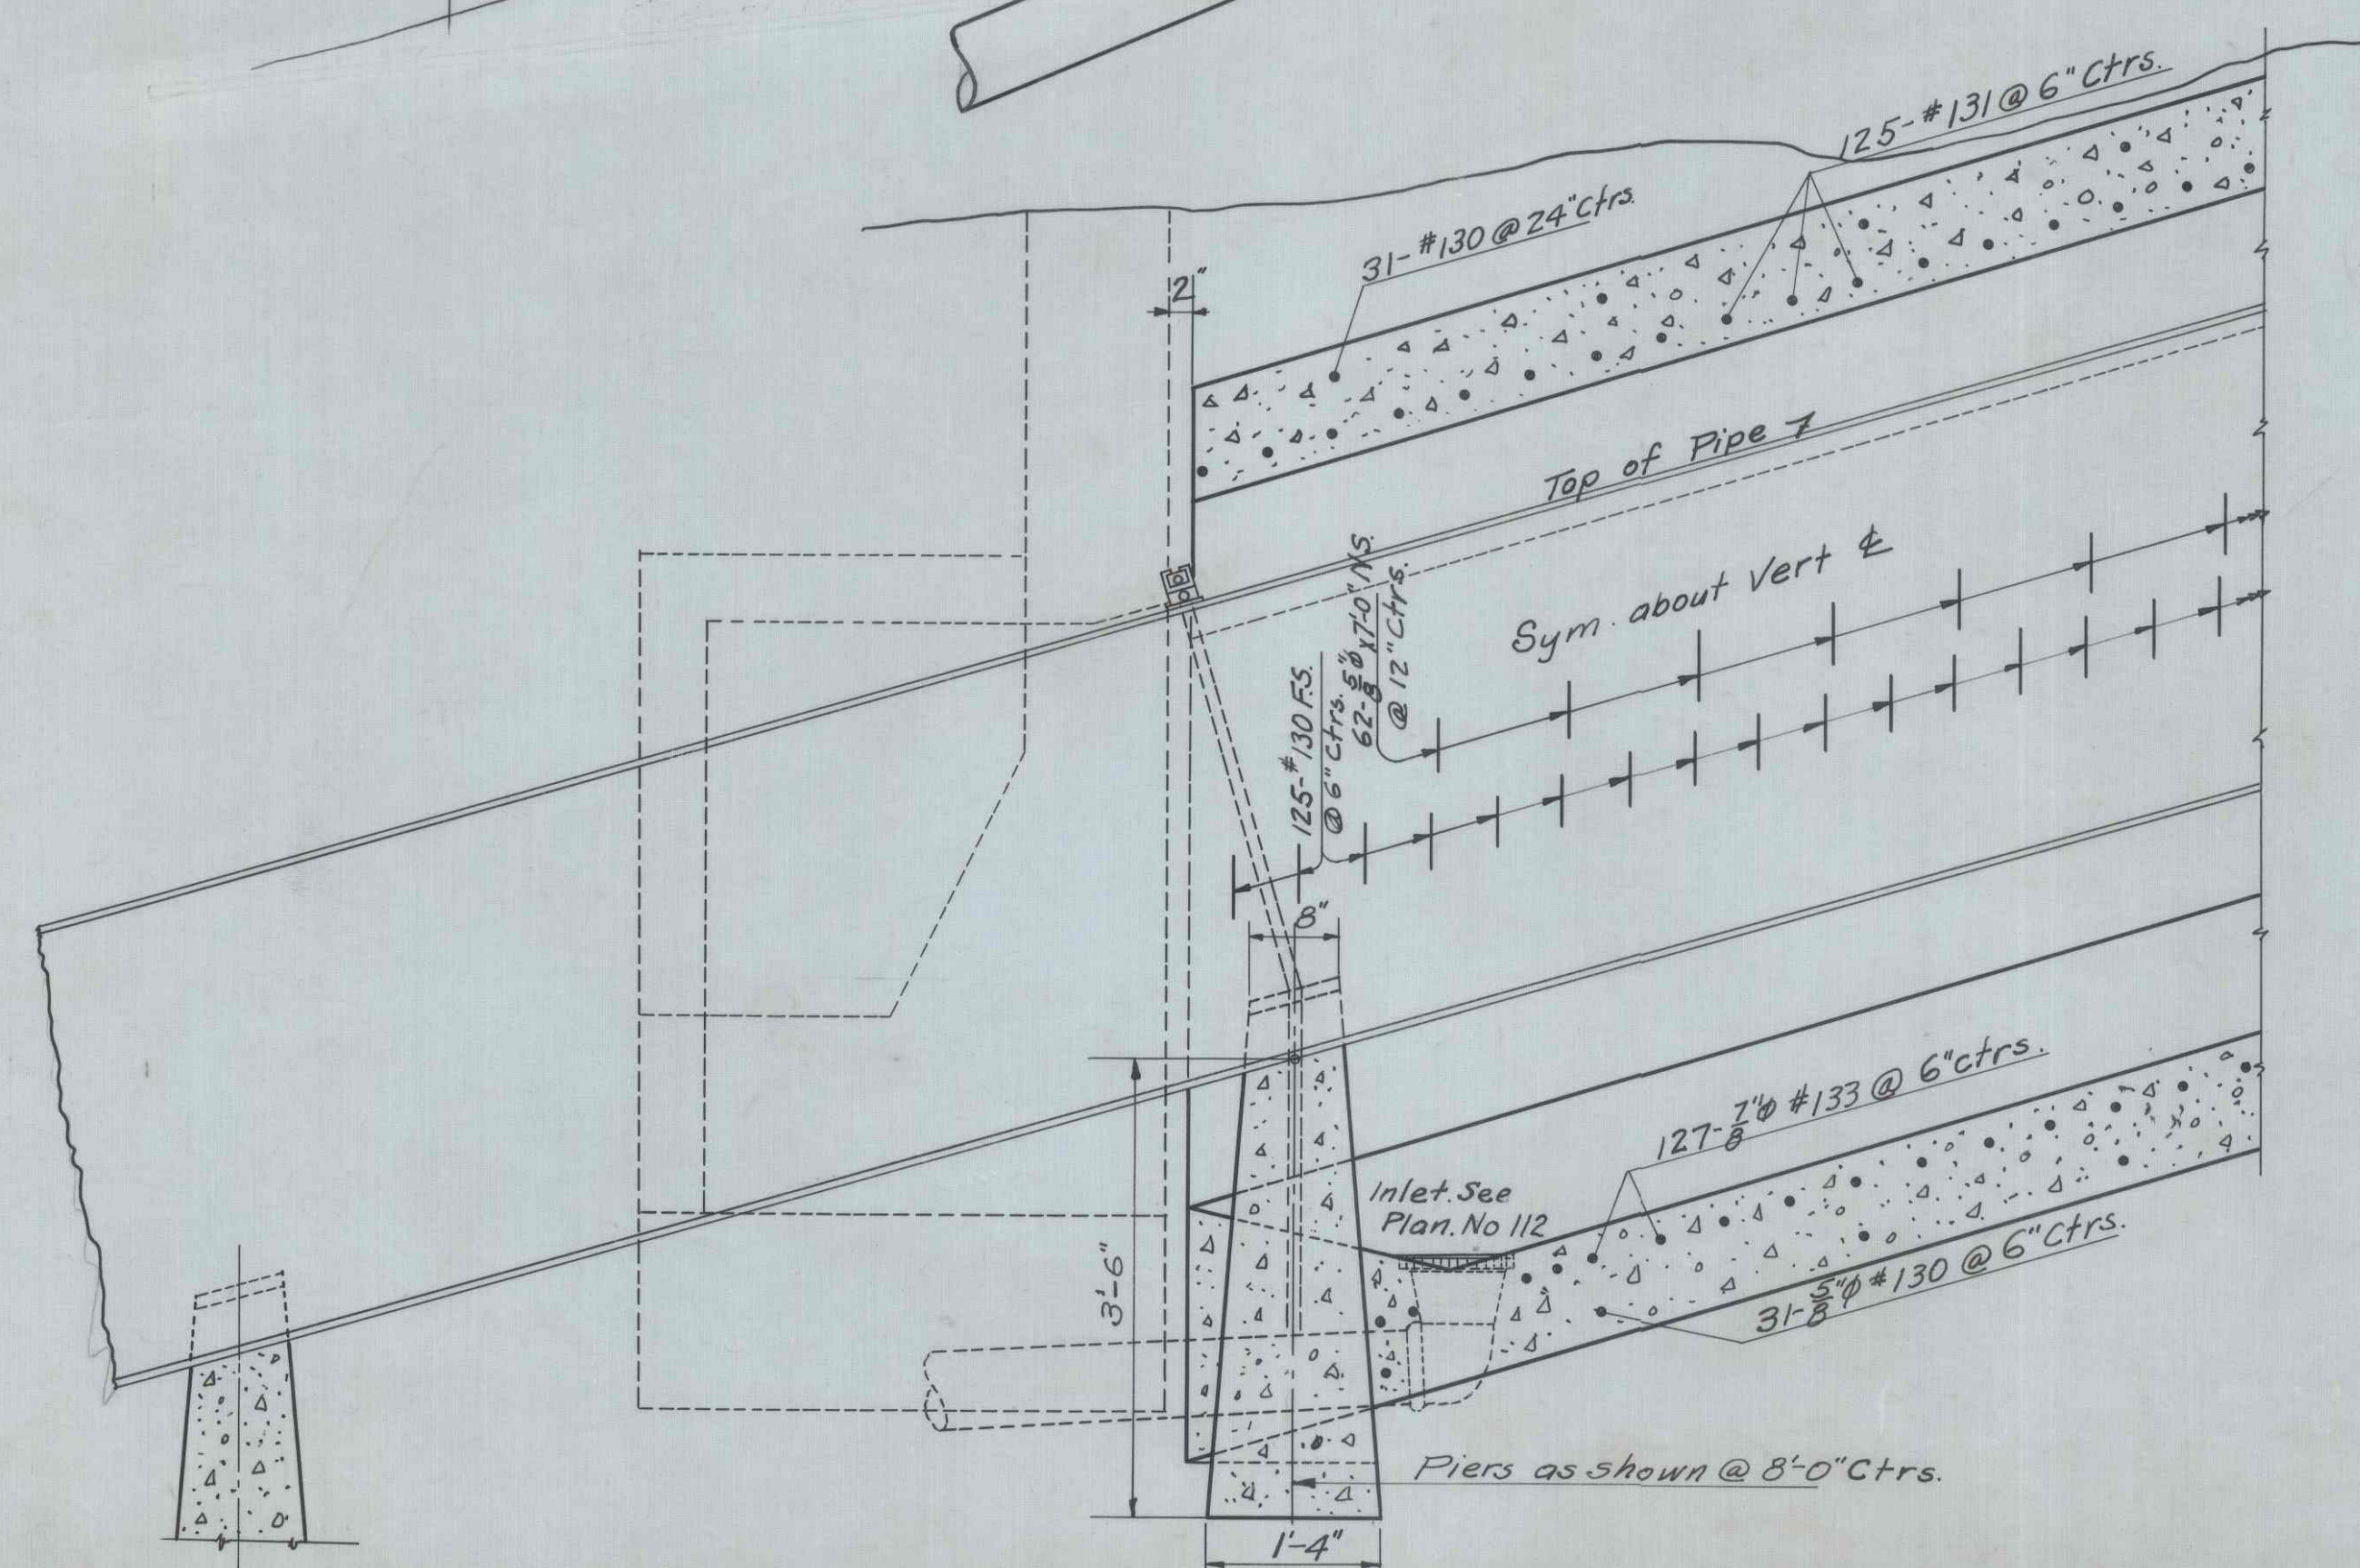 125-#131 @ 6" Ctrs.
31-#130 @ 24" Ctrs.
2"
Top of Pipe
Sym. about Vert ℄
62-5/8"φ x 7'-0" N.S.
@ 12" Ctrs.
125-#130 F.S.
@ 6" Ctrs.
8"
127-7/8"φ #133 @ 6" ctrs.
Inlet. See
Plan. No 112
3'-6"
31-5/8"φ #130 @ 6" Ctrs.
Piers as shown @ 8'-0" Ctrs.
1'-4"